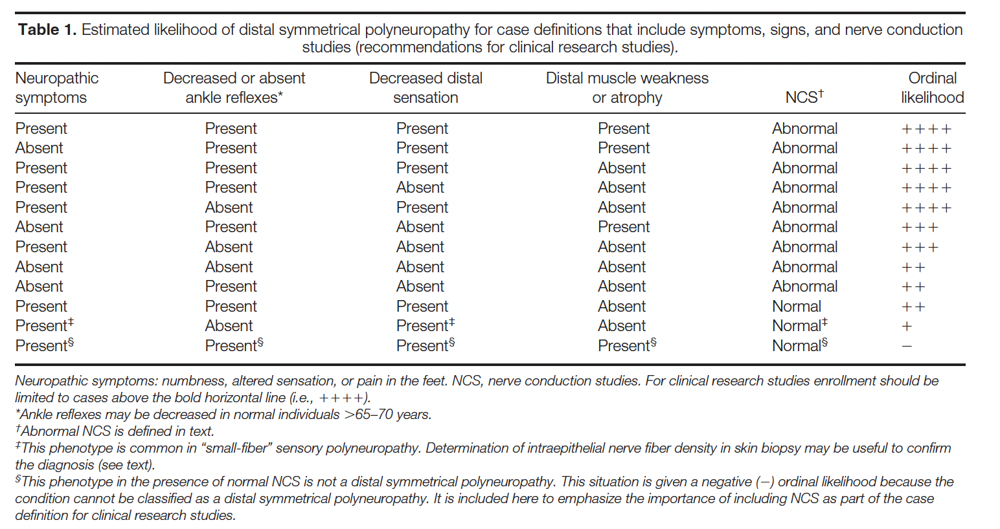 Table 1. Estimated likelihood of distal symmetrical polyneuropathy for case definitions that include symptoms, signs, and nerve conduction
studies (recommendations for clinical research studies).
Neuropathic symptoms | Decreased or absent ankle reflexes* | Decreased distal sensation | Distal muscle weakness or atrophy | NCS† | Ordinal likelihood
Present Present Present Present Abnormal ++++
Absent Present Present Present Abnormal ++++
Present Present Present Absent Abnormal ++++
Present Present Absent Absent Abnormal ++++
Present Absent Present Absent Abnormal ++++
Absent Present Absent Present Abnormal +++
Present Absent Absent Absent Abnormal +++
Absent Absent Absent Absent Abnormal ++
Absent Present Absent Absent Abnormal ++
Present Present Present Absent Normal ++
Present‡ Absent Present‡ Absent Normal‡ +
Present§ Present§ Present§ Present§ Normal§ −
Neuropathic symptoms: numbness, altered sensation, or pain in the feet. NCS, nerve conduction studies. For clinical research studies enrollment should be
limited to cases above the bold horizontal line (i.e., ++++).
*Ankle reflexes may be decreased in normal individuals >65–70 years.
†Abnormal NCS is defined in text.
‡This phenotype is common in “small-fiber” sensory polyneuropathy. Determination of intraepithelial nerve fiber density in skin biopsy may be useful to confirm
the diagnosis (see text).
§This phenotype in the presence of normal NCS is not a distal symmetrical polyneuropathy. This situation is given a negative (−) ordinal likelihood because the
condition cannot be classified as a distal symmetrical polyneuropathy. It is included here to emphasize the importance of including NCS as part of the case
definition for clinical research studies.